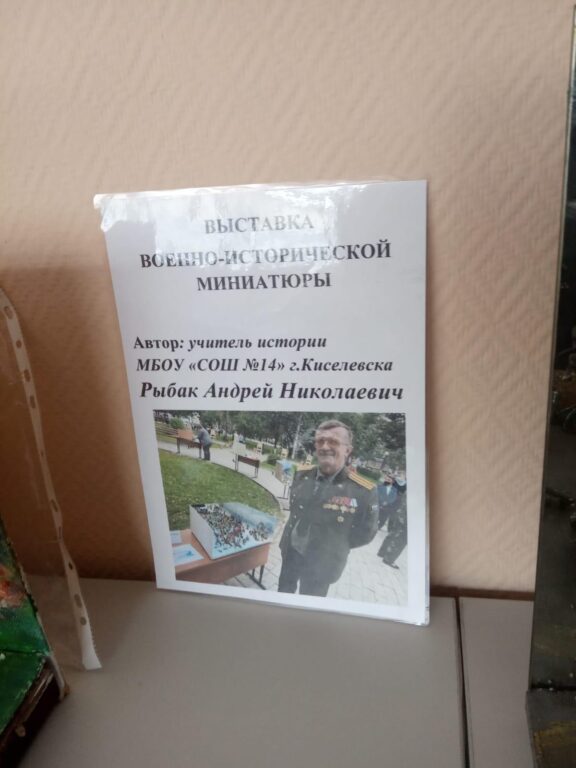 ВЫСТАВКА
ВОЕННО-ИСТОРИЧЕСКОЙ
МИНИАТЮРЫ
Автор: учитель истории
МБОУ «СОШ №14» г.Киселевска
Рыбак Андрей Николаевич